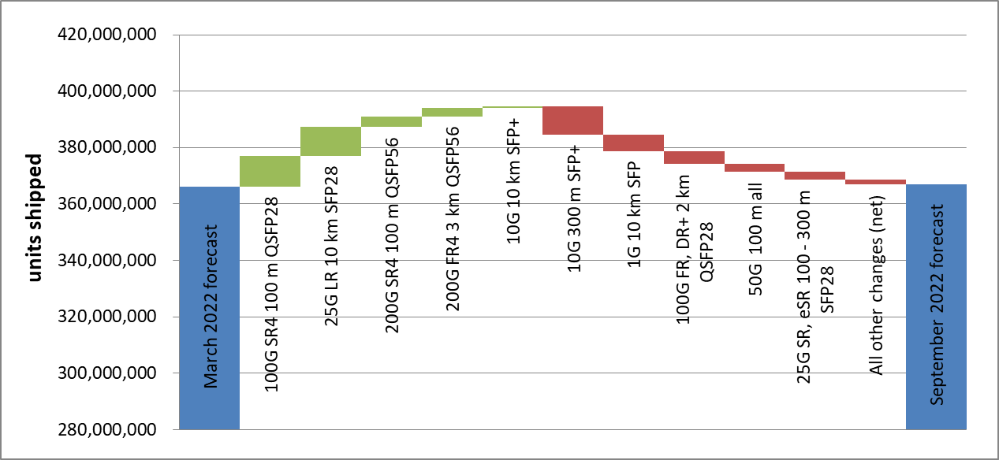 420,000,000
400,000,000
380,000,000
360,000,000
340,000,000
320,000,000
300,000,000
280,000,000
units shipped
March 2022 forecast
100G SR4 100 m QSFP28
25G LR 10 km SFP28
200G SR4 100 m QSFP56
200G FR4 3 km QSFP56
10G 10 km SFP+
10G 300 m SFP+
1G 10 km SFP
100G FR, DR+ 2 km
QSFP28
50G 100 m all
25G SR, eSR 100 - 300 m
SFP28
All other changes (net)
September 2022 forecast